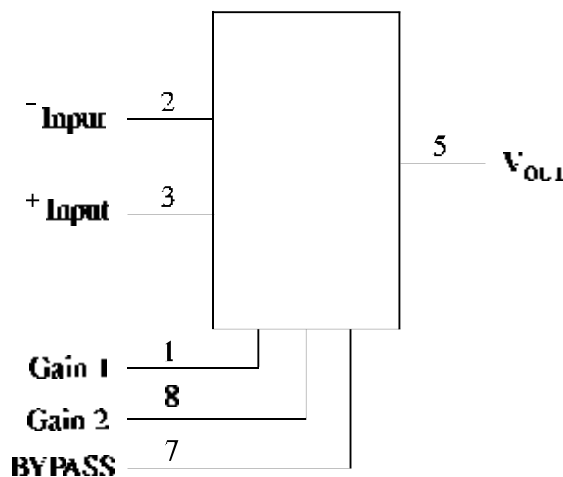 2
- Input
5
V_OUT
3
+ Input
1
Gain 1
8
Gain 2
7
BYPASS